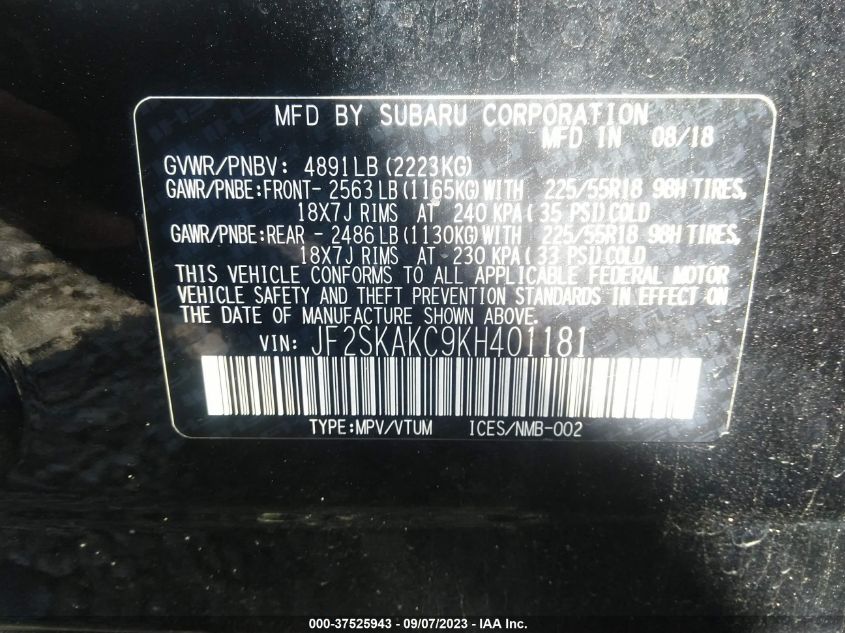 MFD BY SUBARU CORPORATION
MFD IN 08/18
GVWR/PNBV: 4891LB (2223KG)
GAWR/PNBE:FRONT- 2563LB (1165KG)WITH 225/55R18 98H TIRES,
18X7J RIMS AT 240 KPA( 35 PSI)COLD
GAWR/PNBE:REAR - 2486LB (1130KG)WITH 225/55R18 98H TIRES,
18X7J RIMS AT 230 KPA( 33 PSI)COLD
THIS VEHICLE CONFORMS TO ALL APPLICABLE FEDERAL MOTOR
VEHICLE SAFETY AND THEFT PREVENTION STANDARDS IN EFFECT ON
THE DATE OF MANUFACTURE SHOWN ABOVE.
VIN: JF2SKAKC9KH401181
TYPE:MPV/VTUM ICES/NMB-002
000-37525943 - 09/07/2023 - IAA Inc.